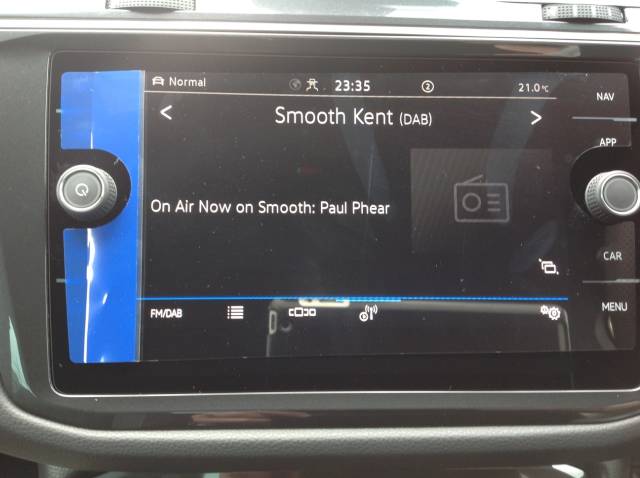 Normal 23:35 2 21.0°C
< Smooth Kent (DAB) >
On Air Now on Smooth: Paul Phear
FM/DAB
NAV
APP
CAR
MENU